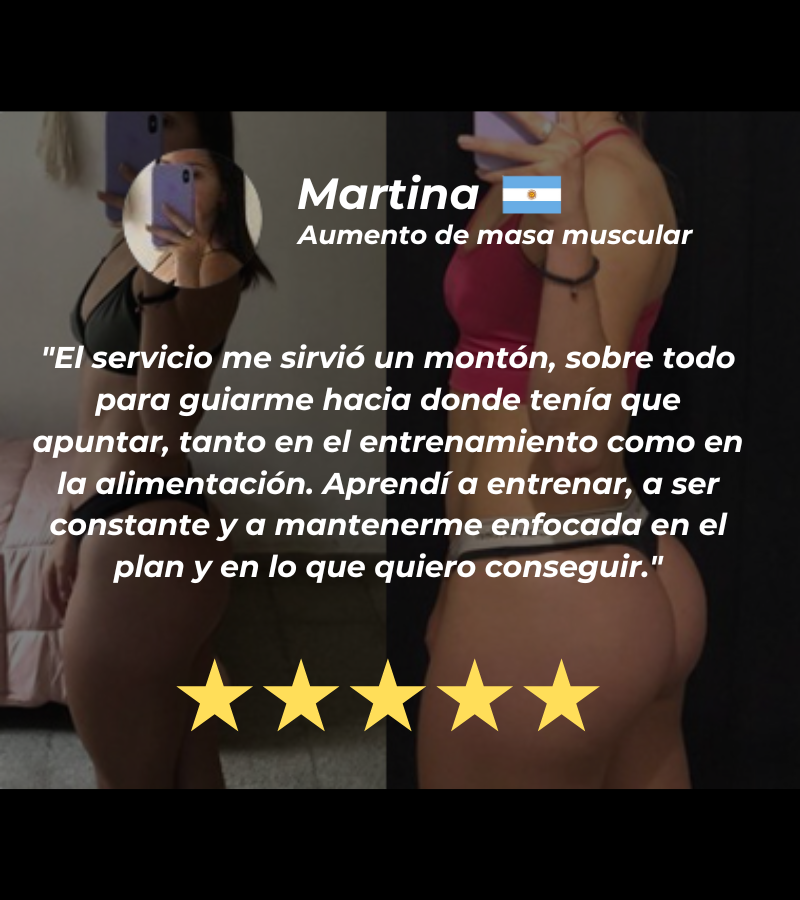 Martina
Aumento de masa muscular
"El servicio me sirvió un montón, sobre todo
para guiarme hacia donde tenía que
apuntar, tanto en el entrenamiento como en
la alimentación. Aprendí a entrenar, a ser
constante y a mantenerme enfocada en el
plan y en lo que quiero conseguir."